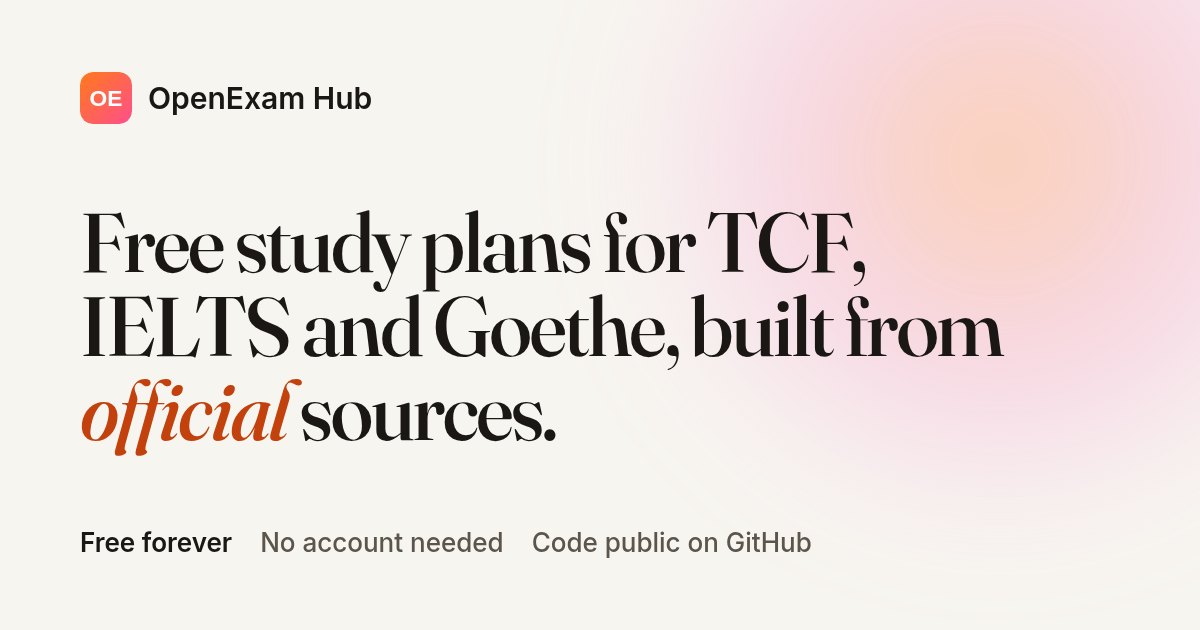 OE OpenExam Hub
Free study plans for TCF,
IELTS and Goethe, built from
official sources.
Free forever No account needed Code public on GitHub